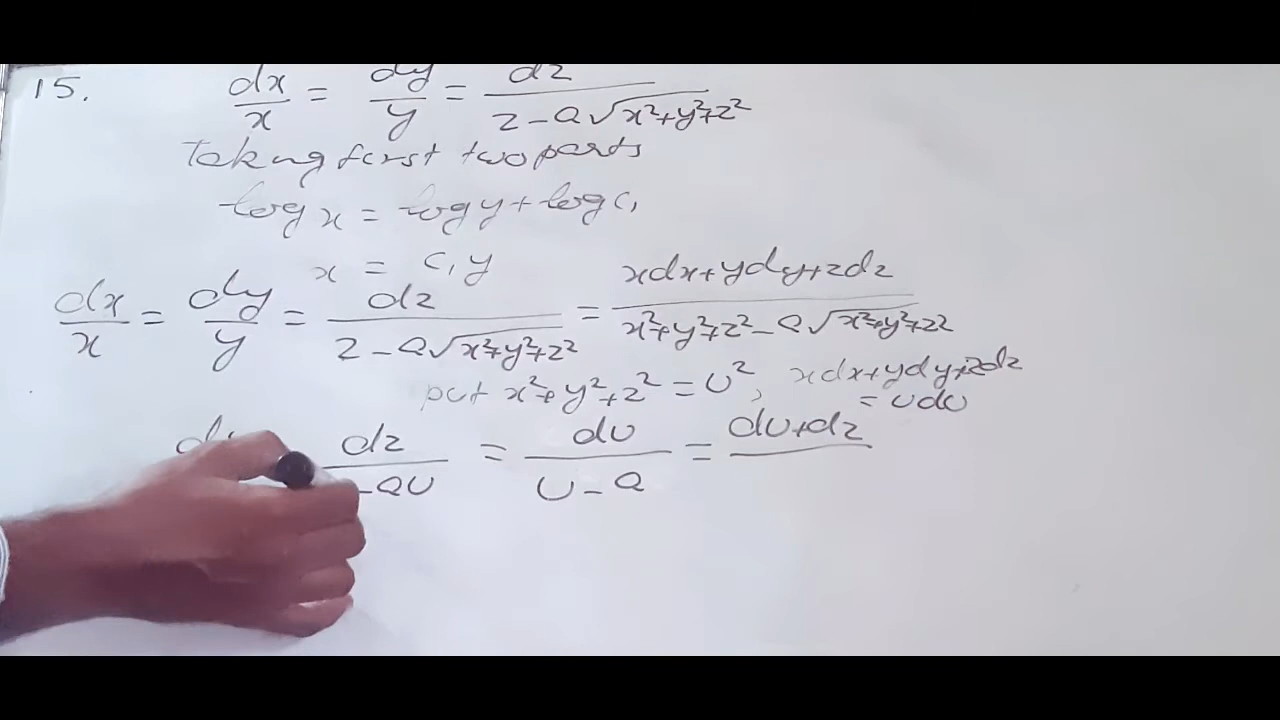 15. dx/x = dy/y = dz/(z-a√(x²+y²+z²))
Taking first two parts
log x = log y + log c₁
x = c₁y
dx/x = dy/y = dz/(z-a√(x²+y²+z²)) = (xdx+ydy+zdz)/(x²+y²+z²-a√(x²+y²+z²))
put x²+y²+z² = u², xdx+ydy+zdz
= udu
dz/(-au) = du/(u-a) = du+dz